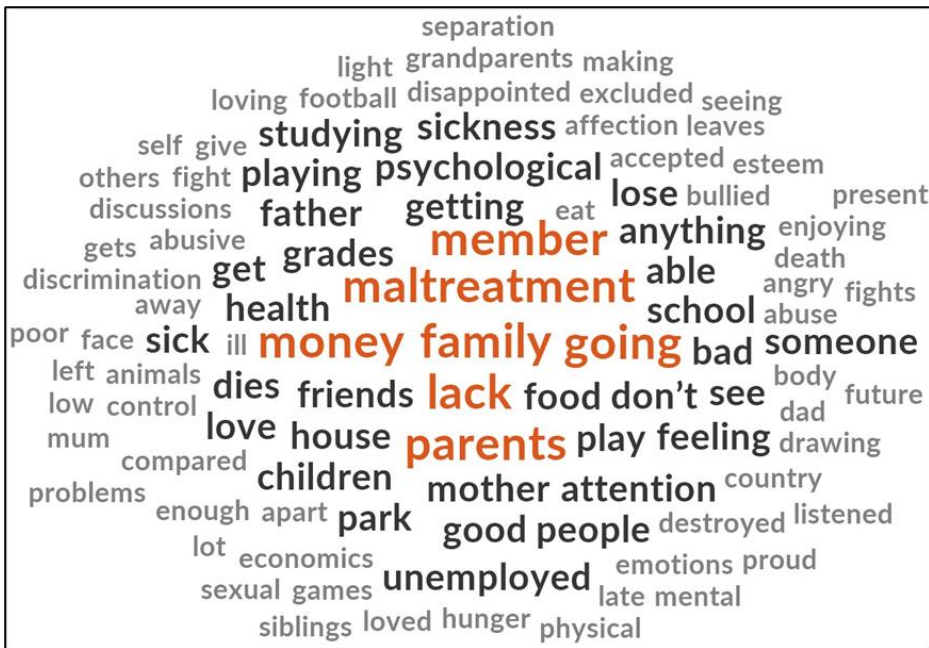 separation
light grandparents making
loving football disappointed excluded seeing
self give studying sickness affection leaves
others fight playing psychological accepted esteem
discussions father getting eat lose bullied present
gets abusive grades member anything enjoying
discrimination get maltreatment able death
away health school angry fights
poor face sick ill money family going bad someone abuse
left animals dies friends lack food don't see body future
low control love house parents play feeling dad
mum compared children mother attention country drawing
problems enough apart park good people destroyed listened
lot economics unemployed emotions proud
sexual games late mental
siblings loved hunger physical